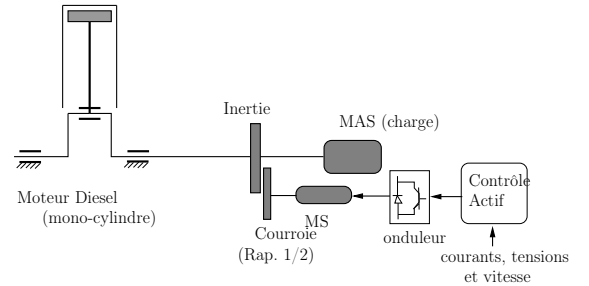 Inertie
MAS (charge)
Moteur Diesel
(mono-cylindre)
Contrôle
Actif
MS
Courroie
(Rap. 1/2)
onduleur
courants, tensions
et vitesse